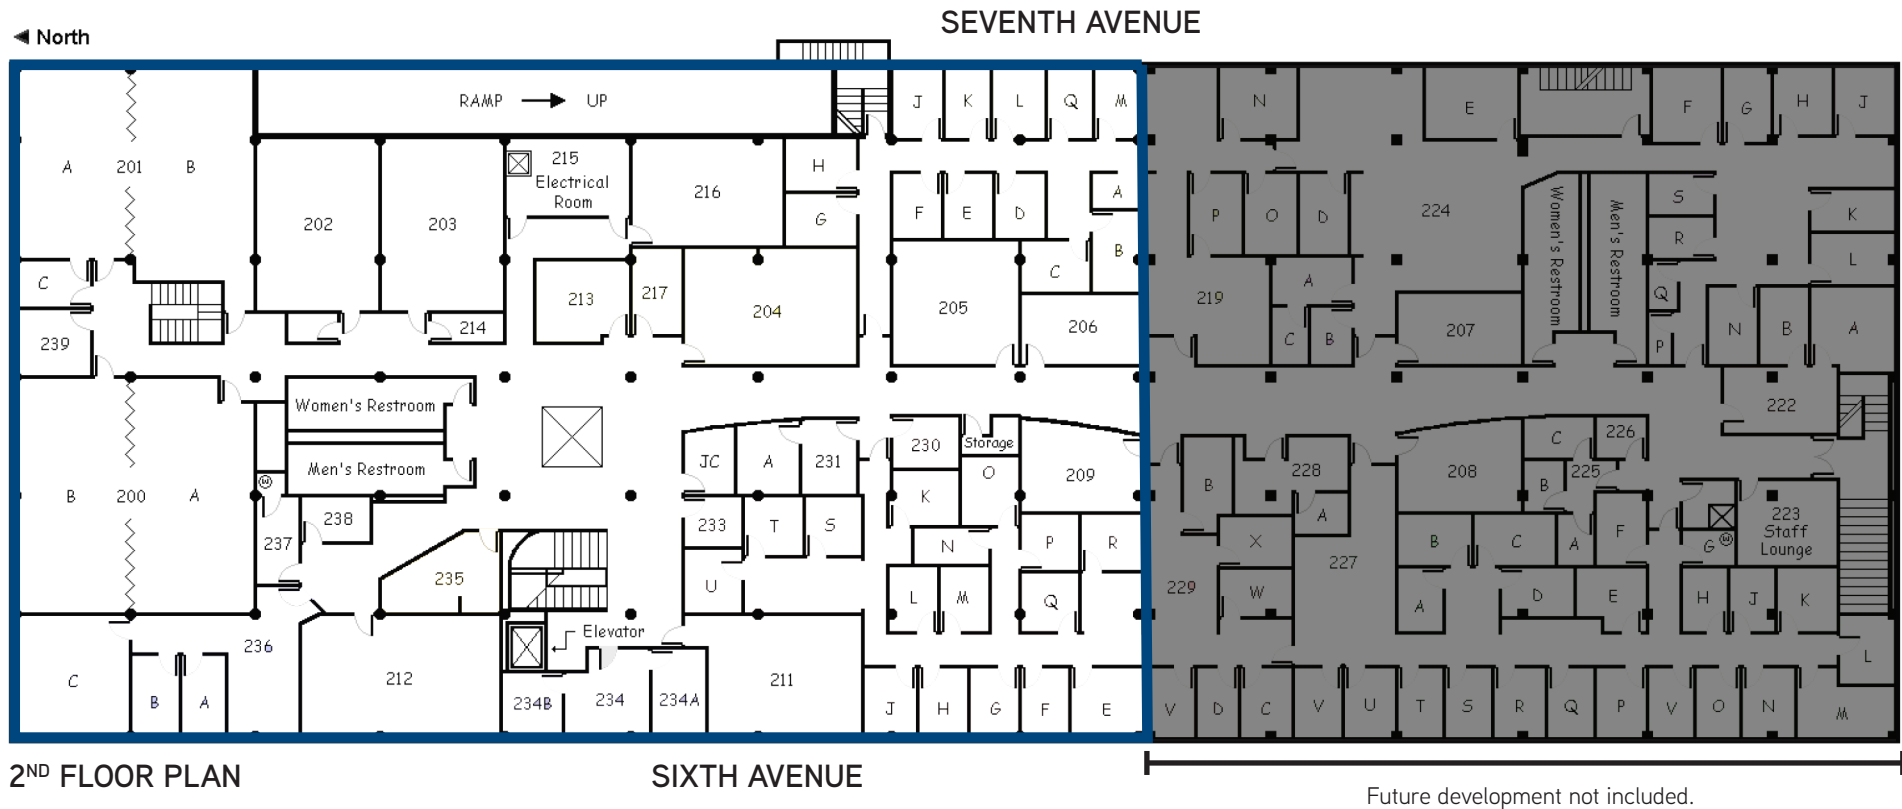 SEVENTH AVENUE
North
RAMP UP
J K L Q M
N E F G H J
A 201 B
202
203
215
Electrical
Room
216
H
G
F E D
A
B
C
P O D
224
Women's Restroom
Men's Restroom
S
R
K
L
C
239
214
213
217
204
205
206
219
A
C B
207
Q
P
N B A
Women's Restroom
Men's Restroom
JC A 231
230
Storage
O
K
209
B
228
A
208
C 226
B 225
222
B 200 A
W
238
237
235
233 T S
U
N
P R
L M
Q
X
W
229
227
B C A F
A D E
G W
223
Staff
Lounge
H J K
L
236
C
B A
212
Elevator
234B 234 234A
211
J H G F E
V D C V U T S R Q P V O N M
2ND FLOOR PLAN
SIXTH AVENUE
Future development not included.